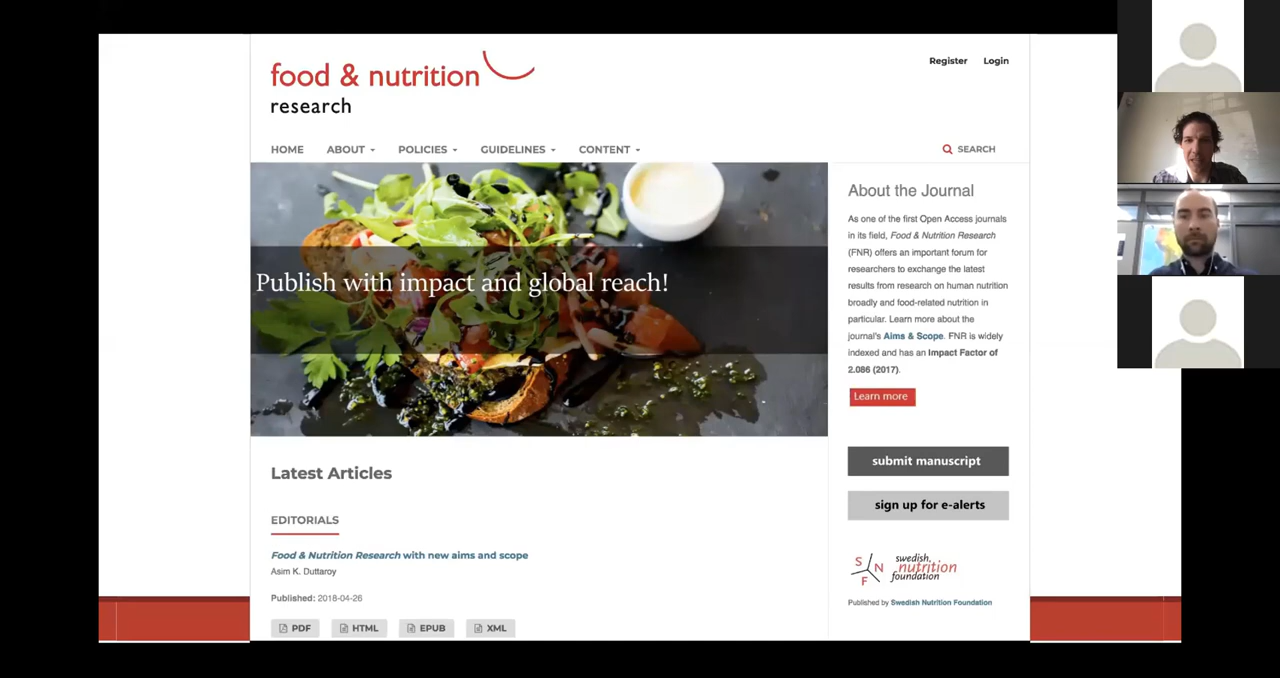 food & nutrition
research
Register Login
HOME ABOUT POLICIES GUIDELINES CONTENT SEARCH
Publish with impact and global reach!
About the Journal
As one of the first Open Access journals
in its field, Food & Nutrition Research
(FNR) offers an important forum for
researchers to exchange the latest
results from research on human nutrition
broadly and food-related nutrition in
particular. Learn more about the
journal's Aims & Scope. FNR is widely
indexed and has an Impact Factor of
2.086 (2017).
Learn more
submit manuscript
sign up for e-alerts
S N F
swedish
nutrition
foundation
Published by Swedish Nutrition Foundation
Latest Articles
EDITORIALS
Food & Nutrition Research with new aims and scope
Asim K. Duttaroy
Published: 2018-04-26
PDF HTML EPUB XML